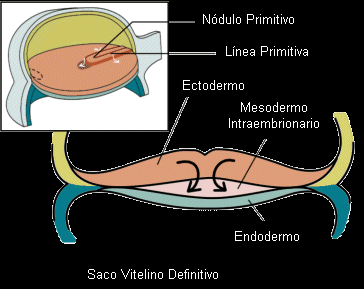 Nódulo Primitivo
Línea Primitiva
Ectodermo
Mesodermo
Intraembrionario
Endodermo
Saco Vitelino Definitivo